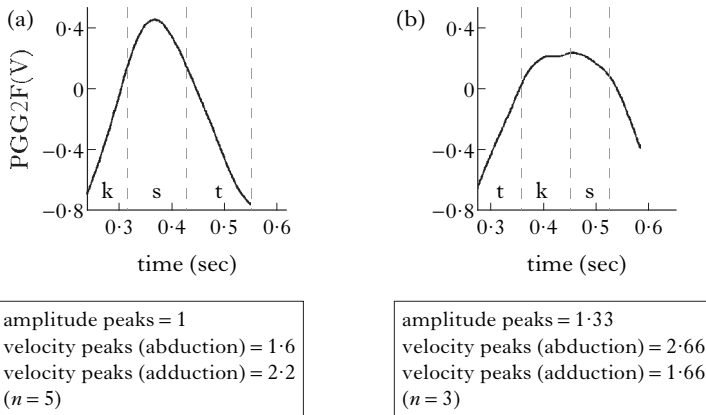 (a)
PGG2F(V)
0·4
0
−0·4
−0·8
k s t
0·3 0·4 0·5 0·6
time (sec)
amplitude peaks = 1
velocity peaks (abduction) = 1·6
velocity peaks (adduction) = 2·2
(n = 5)
(b)
0·4
0
−0·4
−0·8
t k s
0·3 0·4 0·5 0·6
time (sec)
amplitude peaks = 1·33
velocity peaks (abduction) = 2·66
velocity peaks (adduction) = 1·66
(n = 3)